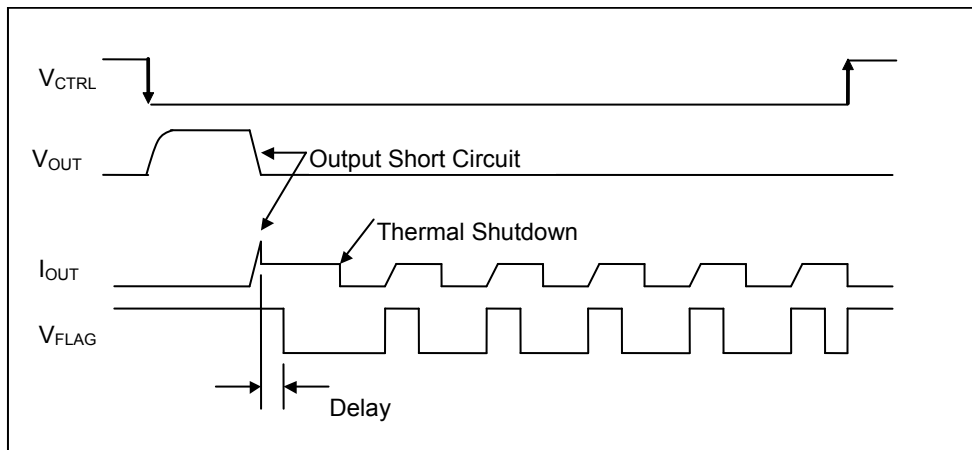 VCTRL
VOUT
Output Short Circuit
Thermal Shutdown
IOUT
VFLAG
Delay